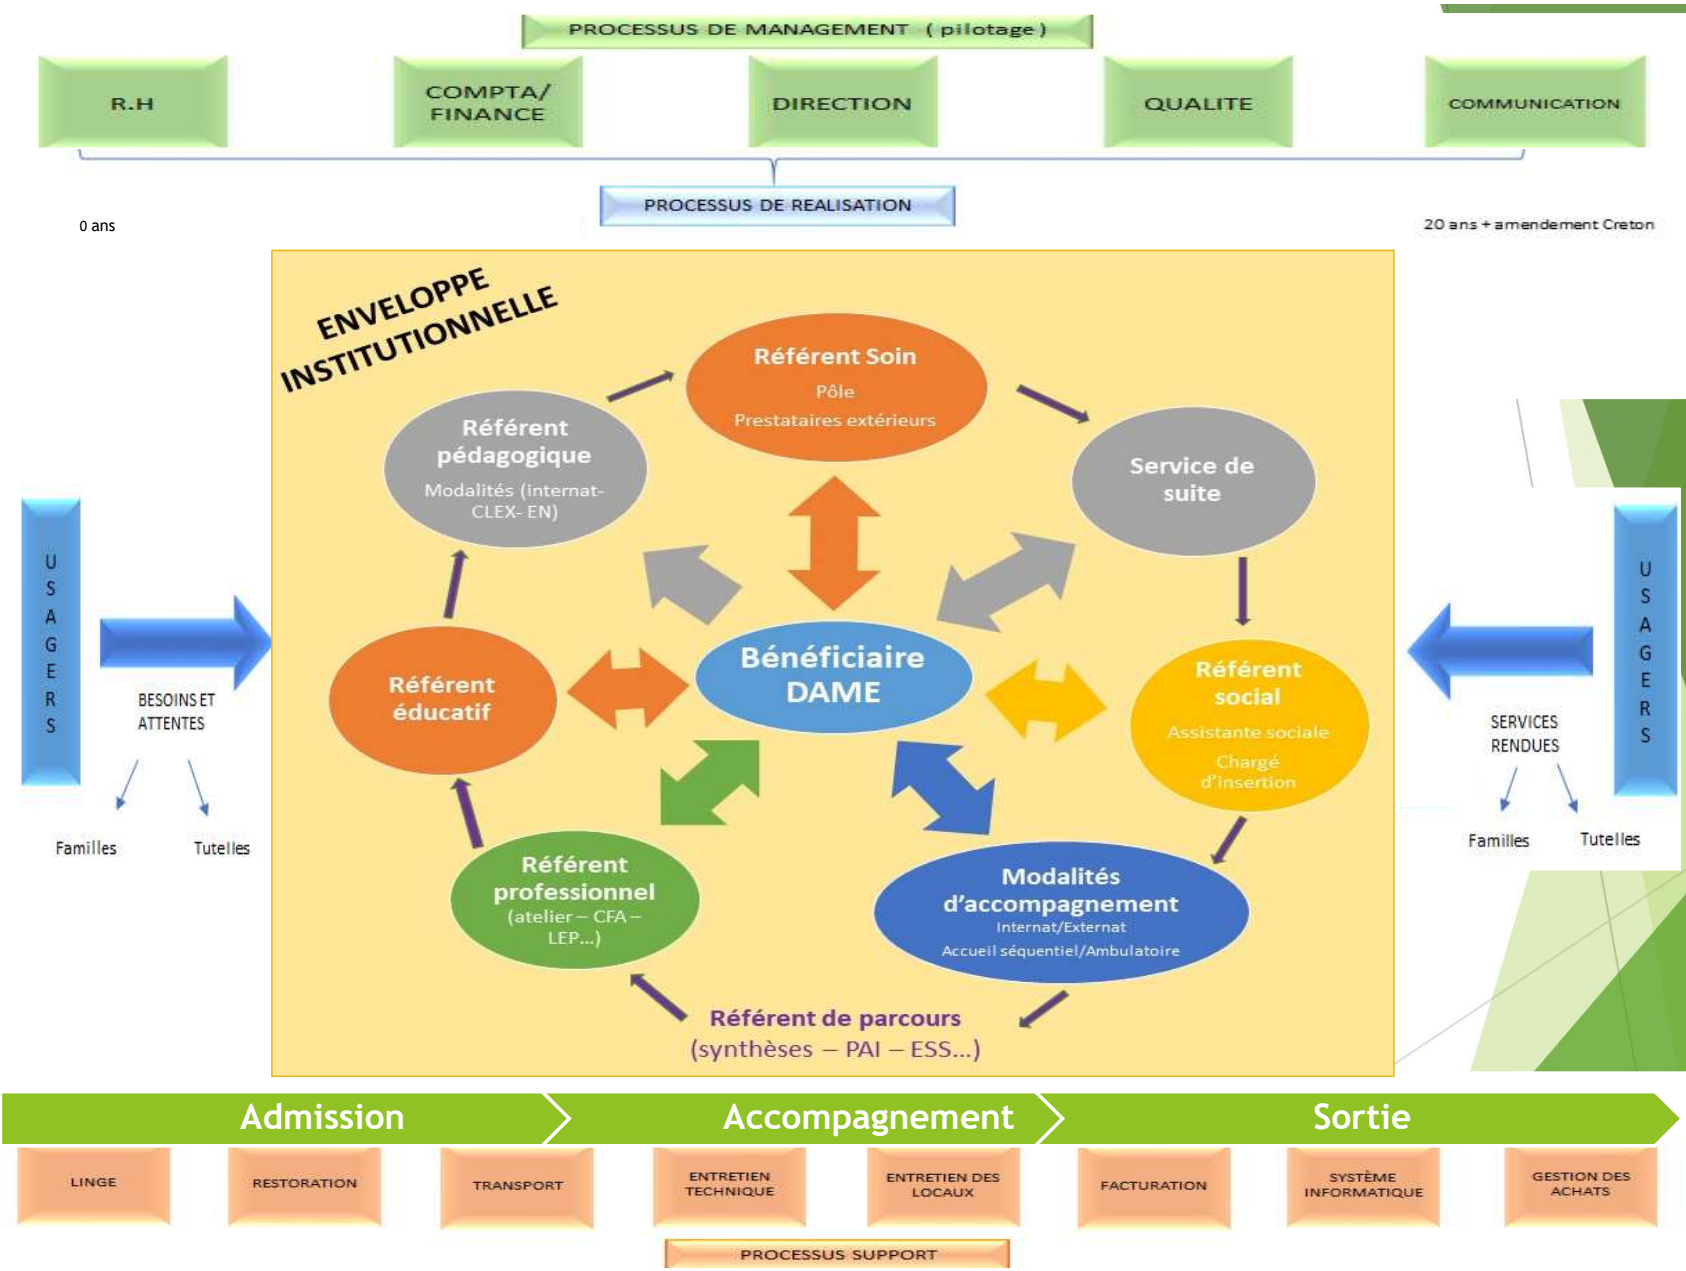 PROCESSUS DE MANAGEMENT ( pilotage )
R.H
COMPTA/
FINANCE
DIRECTION
QUALITE
COMMUNICATION
PROCESSUS DE REALISATION
0 ans
20 ans + amendement Creton
ENVELOPPE
INSTITUTIONNELLE
Référent Soin
Pôle
Prestataires extérieurs
Référent
pédagogique
Modalités (internat-
CLEX- EN)
Service de
suite
U
S
A
G
E
R
S
BESOINS ET
ATTENTES
Familles
Tutelles
Référent
éducatif
Bénéficiaire
DAME
Référent
social
Assistante sociale
Chargé
d'insertion
U
S
A
G
E
R
S
SERVICES
RENDUES
Familles
Tutelles
Référent
professionnel
(atelier – CFA –
LEP...)
Modalités
d'accompagnement
Internat/Externat
Accueil séquentiel/Ambulatoire
Référent de parcours
(synthèses – PAI – ESS...)
Admission
Accompagnement
Sortie
LINGE
RESTORATION
TRANSPORT
ENTRETIEN
TECHNIQUE
ENTRETIEN DES
LOCAUX
FACTURATION
SYSTÈME
INFORMATIQUE
GESTION DES
ACHATS
PROCESSUS SUPPORT